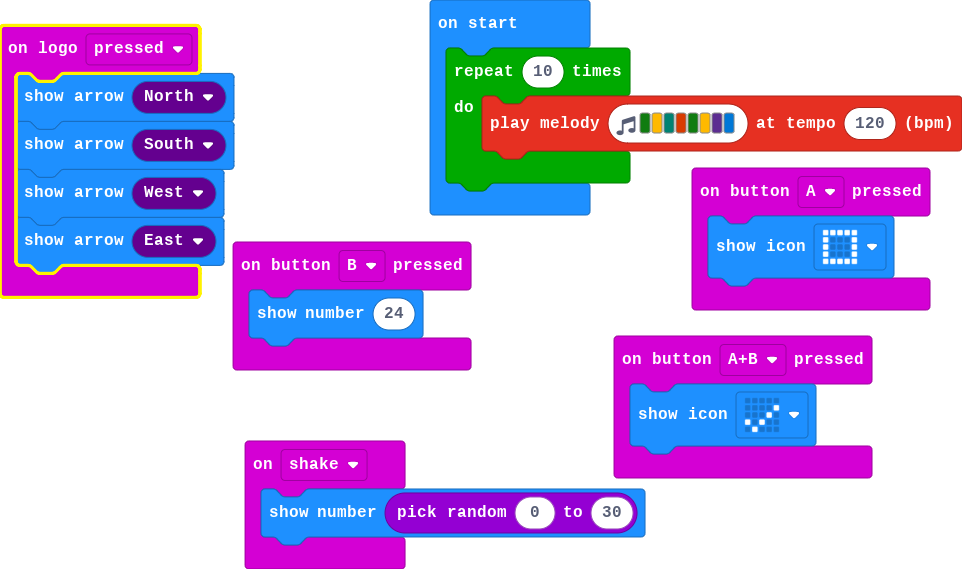 on logo pressed
show arrow North
show arrow South
show arrow West
show arrow East
on start
repeat 10 times
do
play melody at tempo 120 (bpm)
on button A pressed
show icon
on button B pressed
show number 24
on button A+B pressed
show icon
on shake
show number pick random 0 to 30